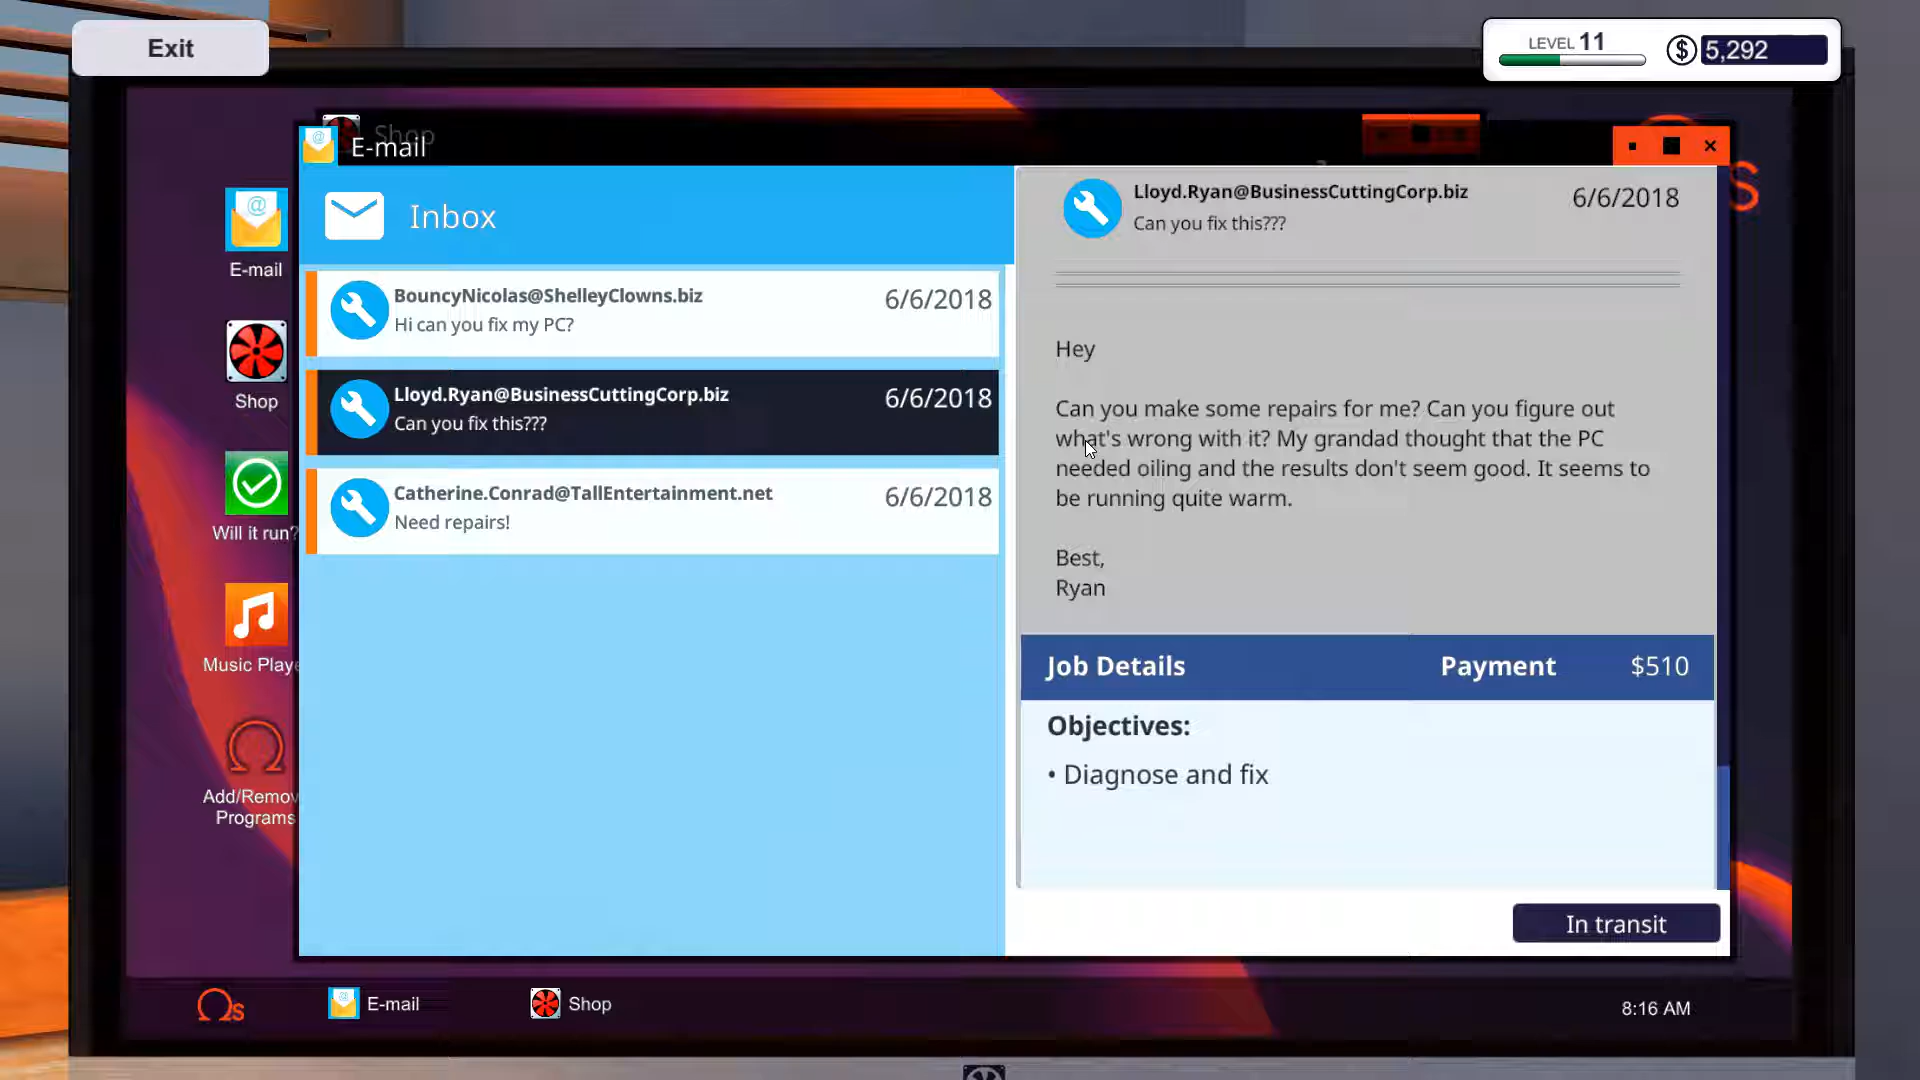 Exit
LEVEL 11
$ 5,292
Shop
E-mail
E-mail
Shop
Will it run?
Music Playe
Add/Remov
Programs
Inbox
BouncyNicolas@ShelleyClowns.biz
6/6/2018
Hi can you fix my PC?
Lloyd.Ryan@BusinessCuttingCorp.biz
6/6/2018
Can you fix this???
Catherine.Conrad@TallEntertainment.net
6/6/2018
Need repairs!
Lloyd.Ryan@BusinessCuttingCorp.biz
6/6/2018
Can you fix this???
Hey
Can you make some repairs for me? Can you figure out
what's wrong with it? My grandad thought that the PC
needed oiling and the results don't seem good. It seems to
be running quite warm.
Best,
Ryan
Job Details Payment $510
Objectives:
• Diagnose and fix
In transit
Ωs
E-mail
Shop
8:16 AM